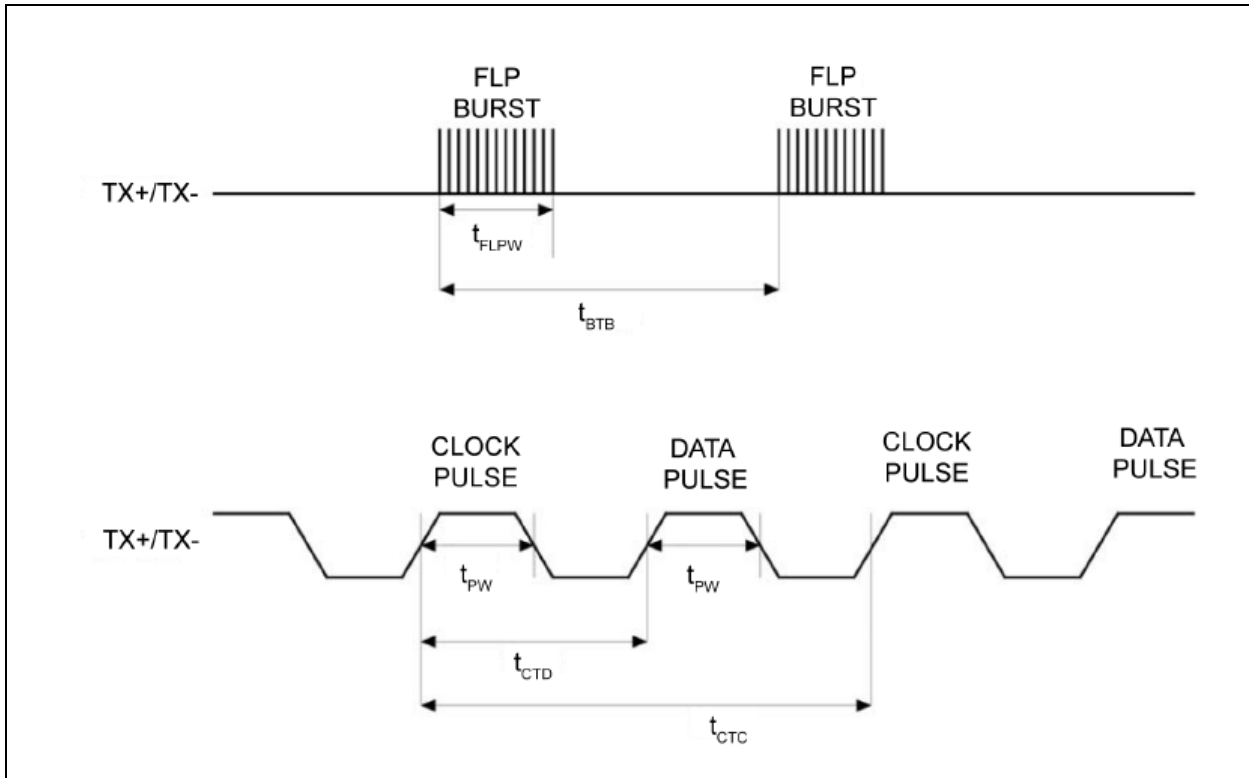 FLP
BURST
FLP
BURST
TX+/TX-
tFLPW
tBTB
CLOCK
PULSE
DATA
PULSE
CLOCK
PULSE
DATA
PULSE
TX+/TX-
tPW
tPW
tCTD
tCTC